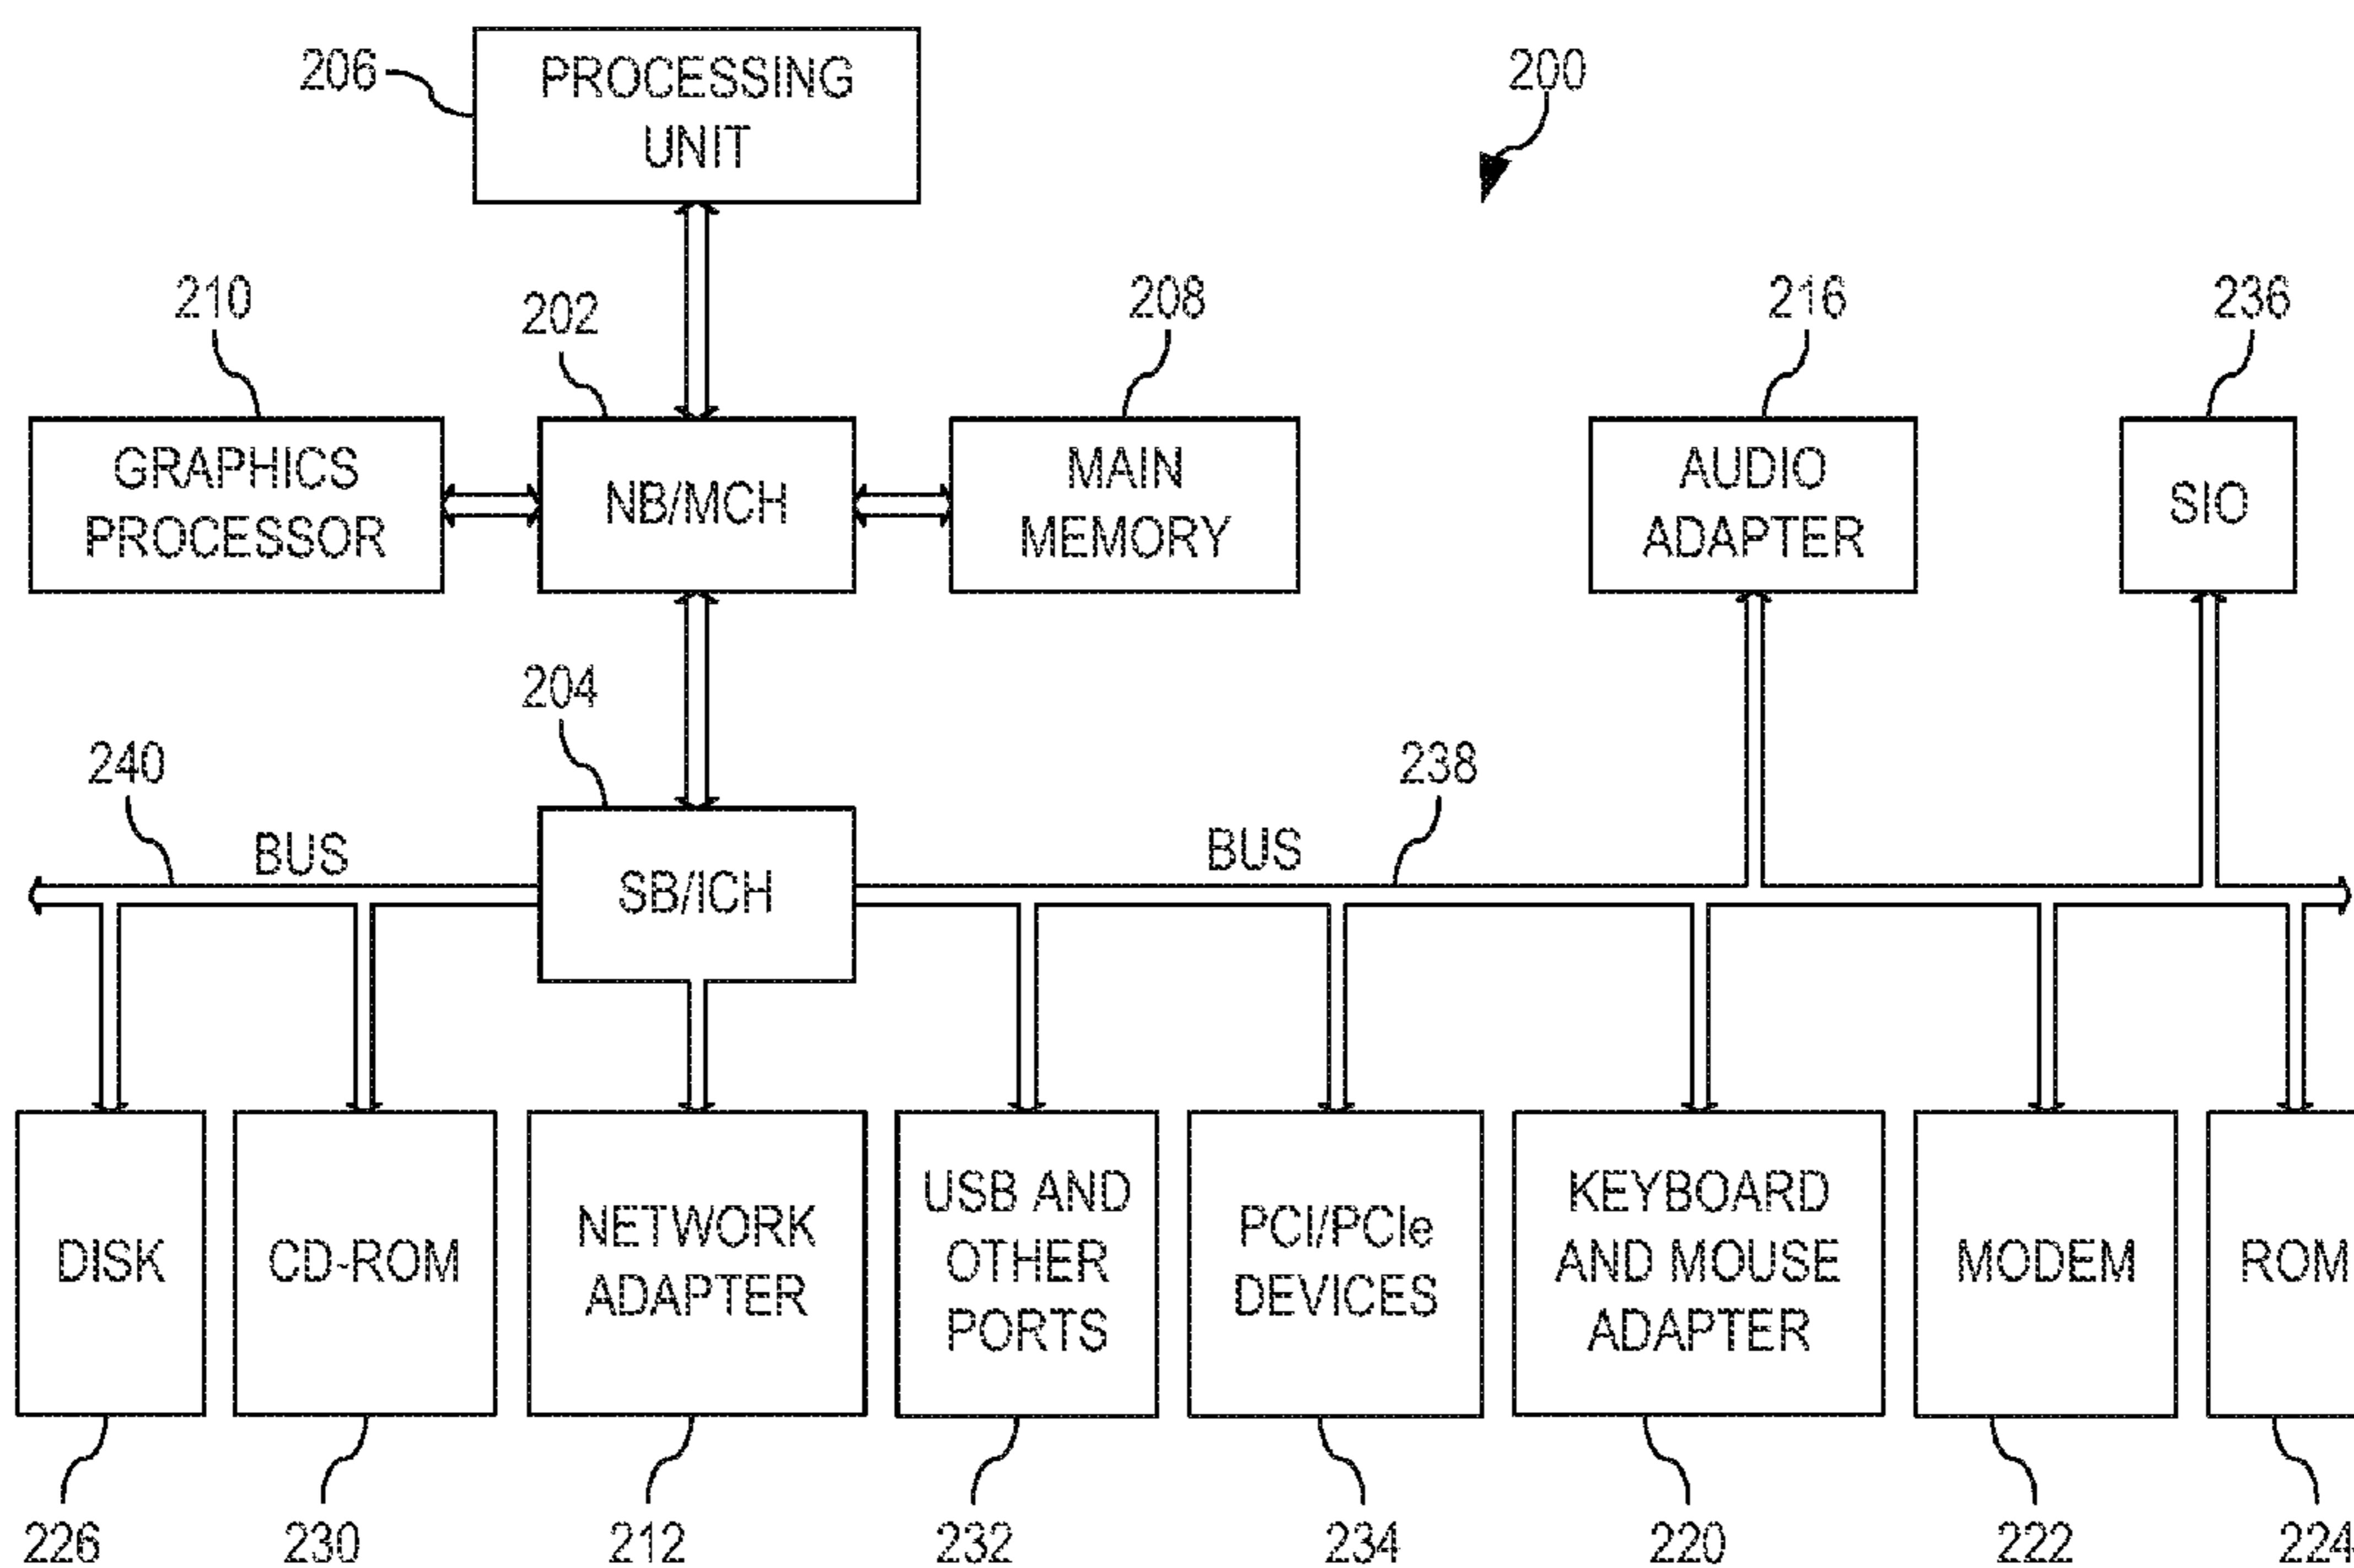 206
PROCESSING
UNIT
200
210
202
208
216
236
GRAPHICS
PROCESSOR
NB/MCH
MAIN
MEMORY
AUDIO
ADAPTER
SIO
204
240
238
BUS
SB/ICH
BUS
DISK
CD-ROM
NETWORK
ADAPTER
USB AND
OTHER
PORTS
PCI/PCIe
DEVICES
KEYBOARD
AND MOUSE
ADAPTER
MODEM
ROM
226
230
212
232
234
220
222
224